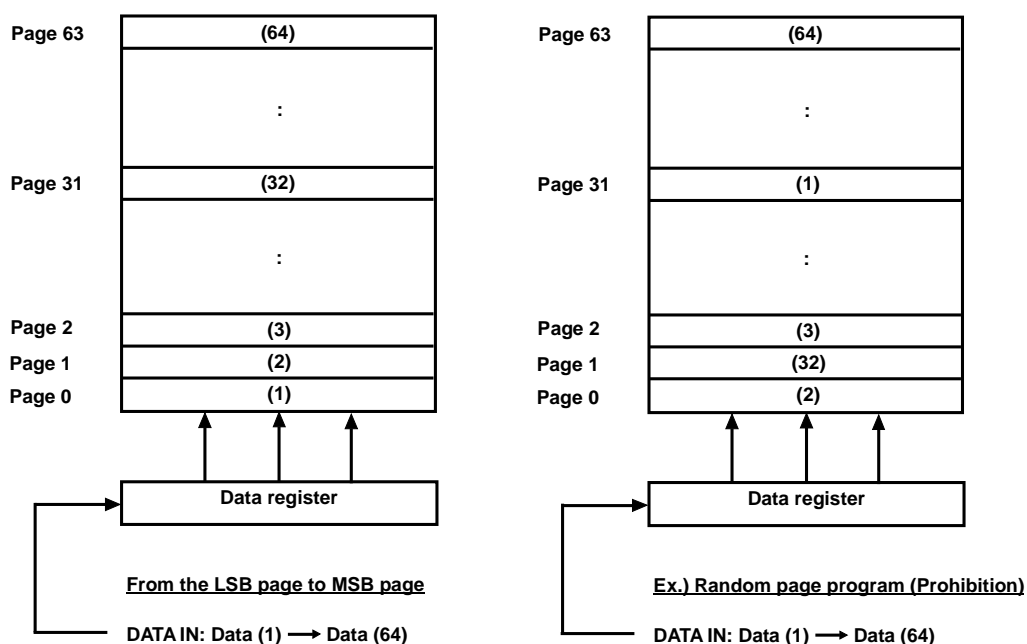 Page 63
(64)
:
Page 31
(32)
:
Page 2
(3)
Page 1
(2)
Page 0
(1)
Data register
From the LSB page to MSB page
DATA IN: Data (1) → Data (64)
Page 63
(64)
:
Page 31
(1)
:
Page 2
(3)
Page 1
(32)
Page 0
(2)
Data register
Ex.) Random page program (Prohibition)
DATA IN: Data (1) → Data (64)